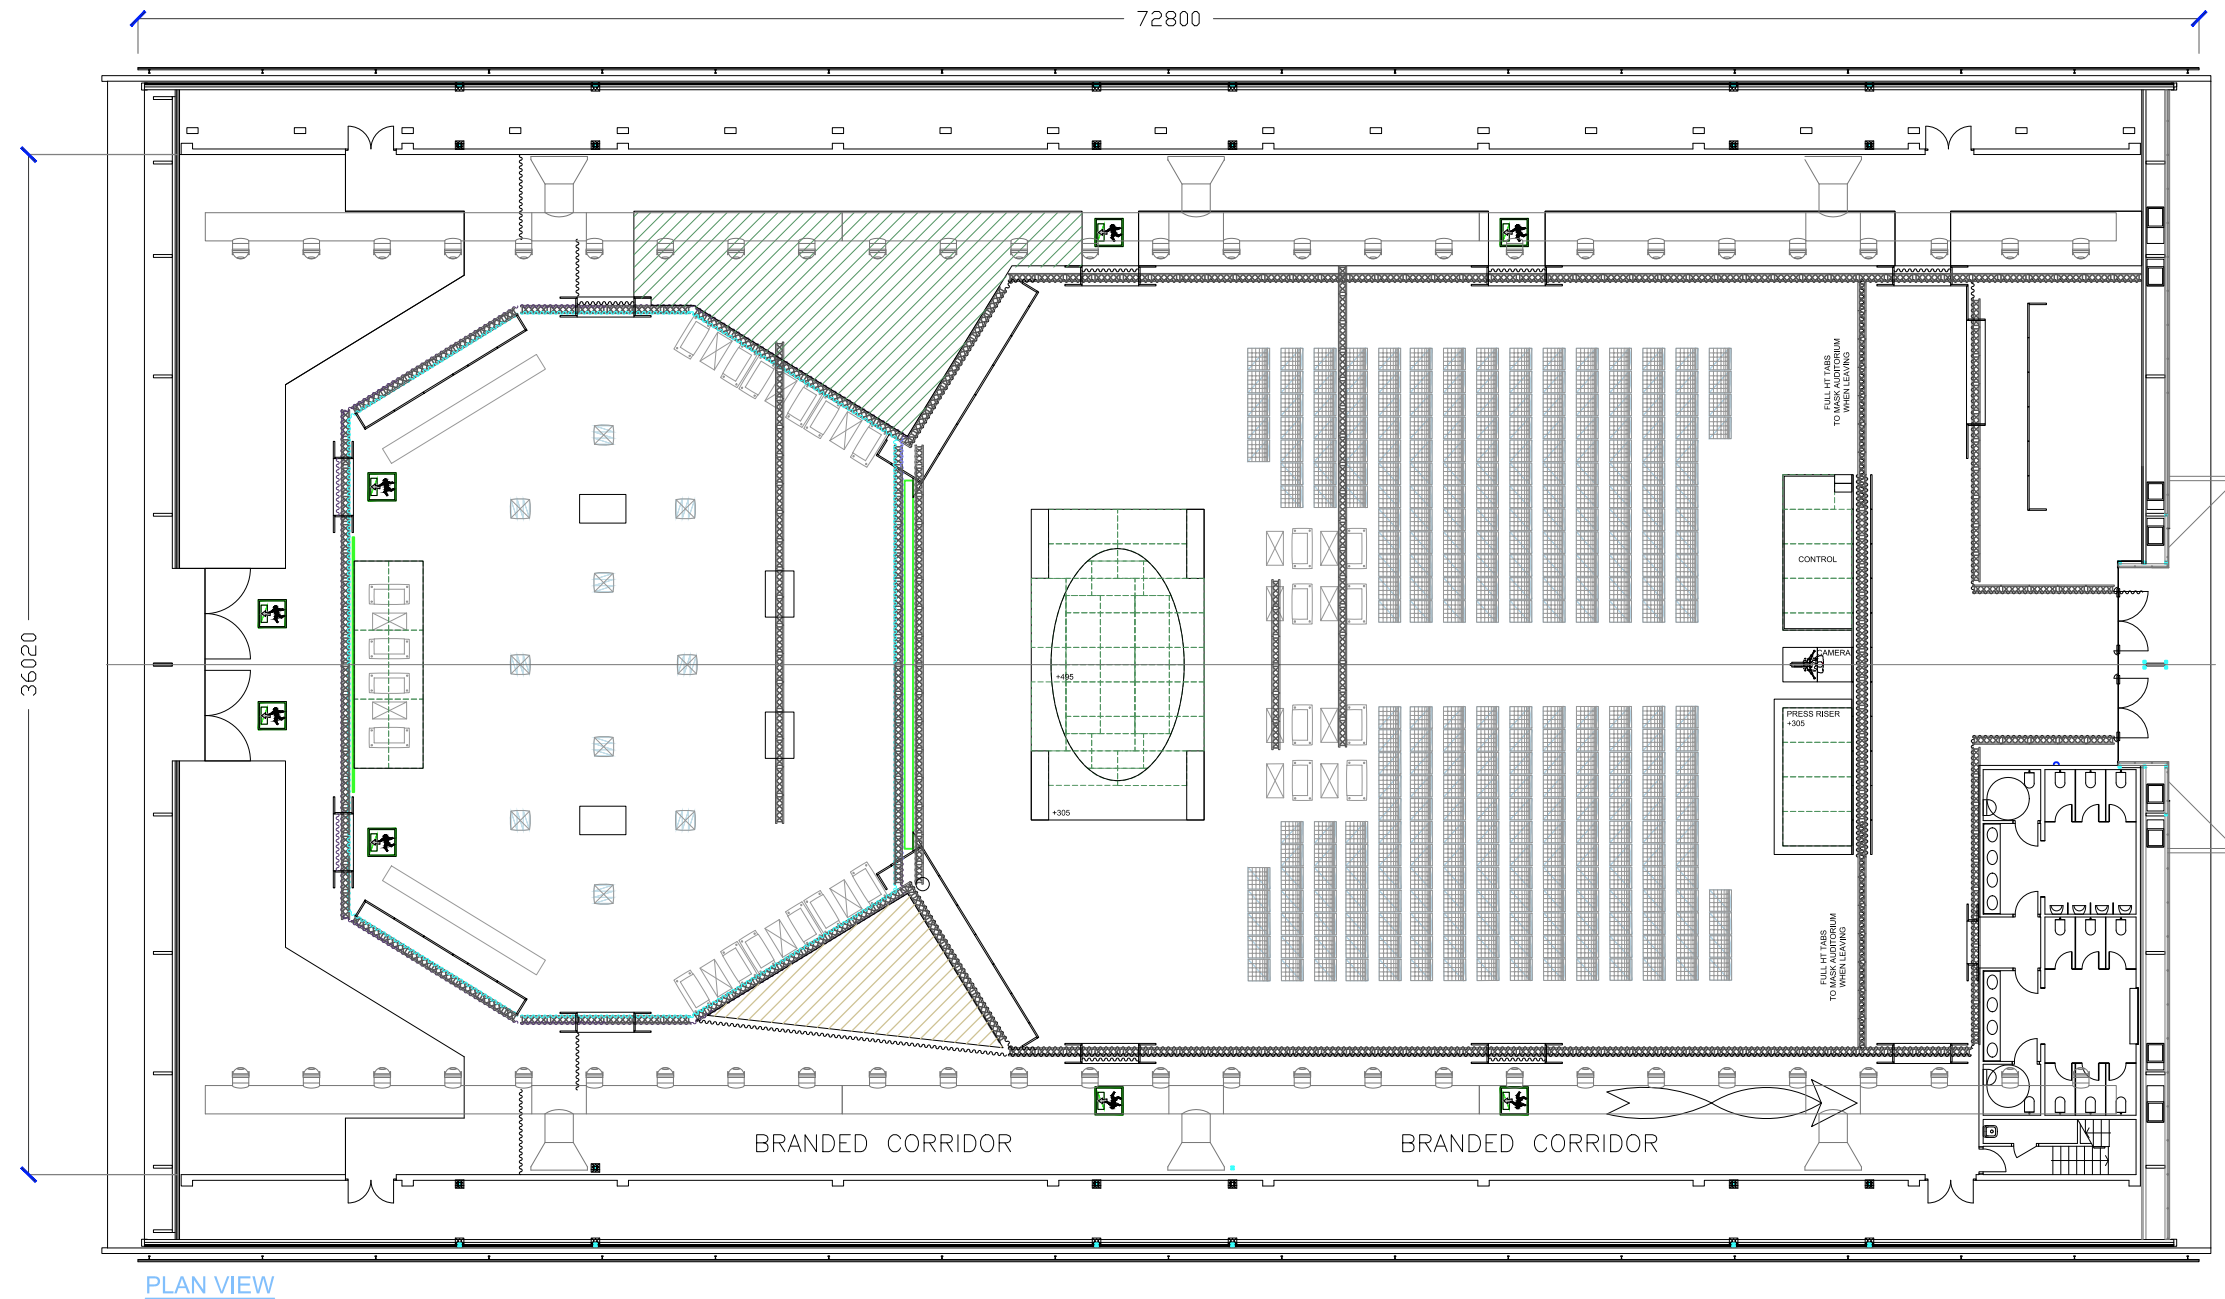 72800
36020
FULL HT TABS
TO MASK AUDITORIUM
WHEN LEAVING
CONTROL
CAMERA
+495
PRESS RISER
+305
+305
FULL HT TABS
TO MASK AUDITORIUM
WHEN LEAVING
BRANDED CORRIDOR
BRANDED CORRIDOR
PLAN VIEW